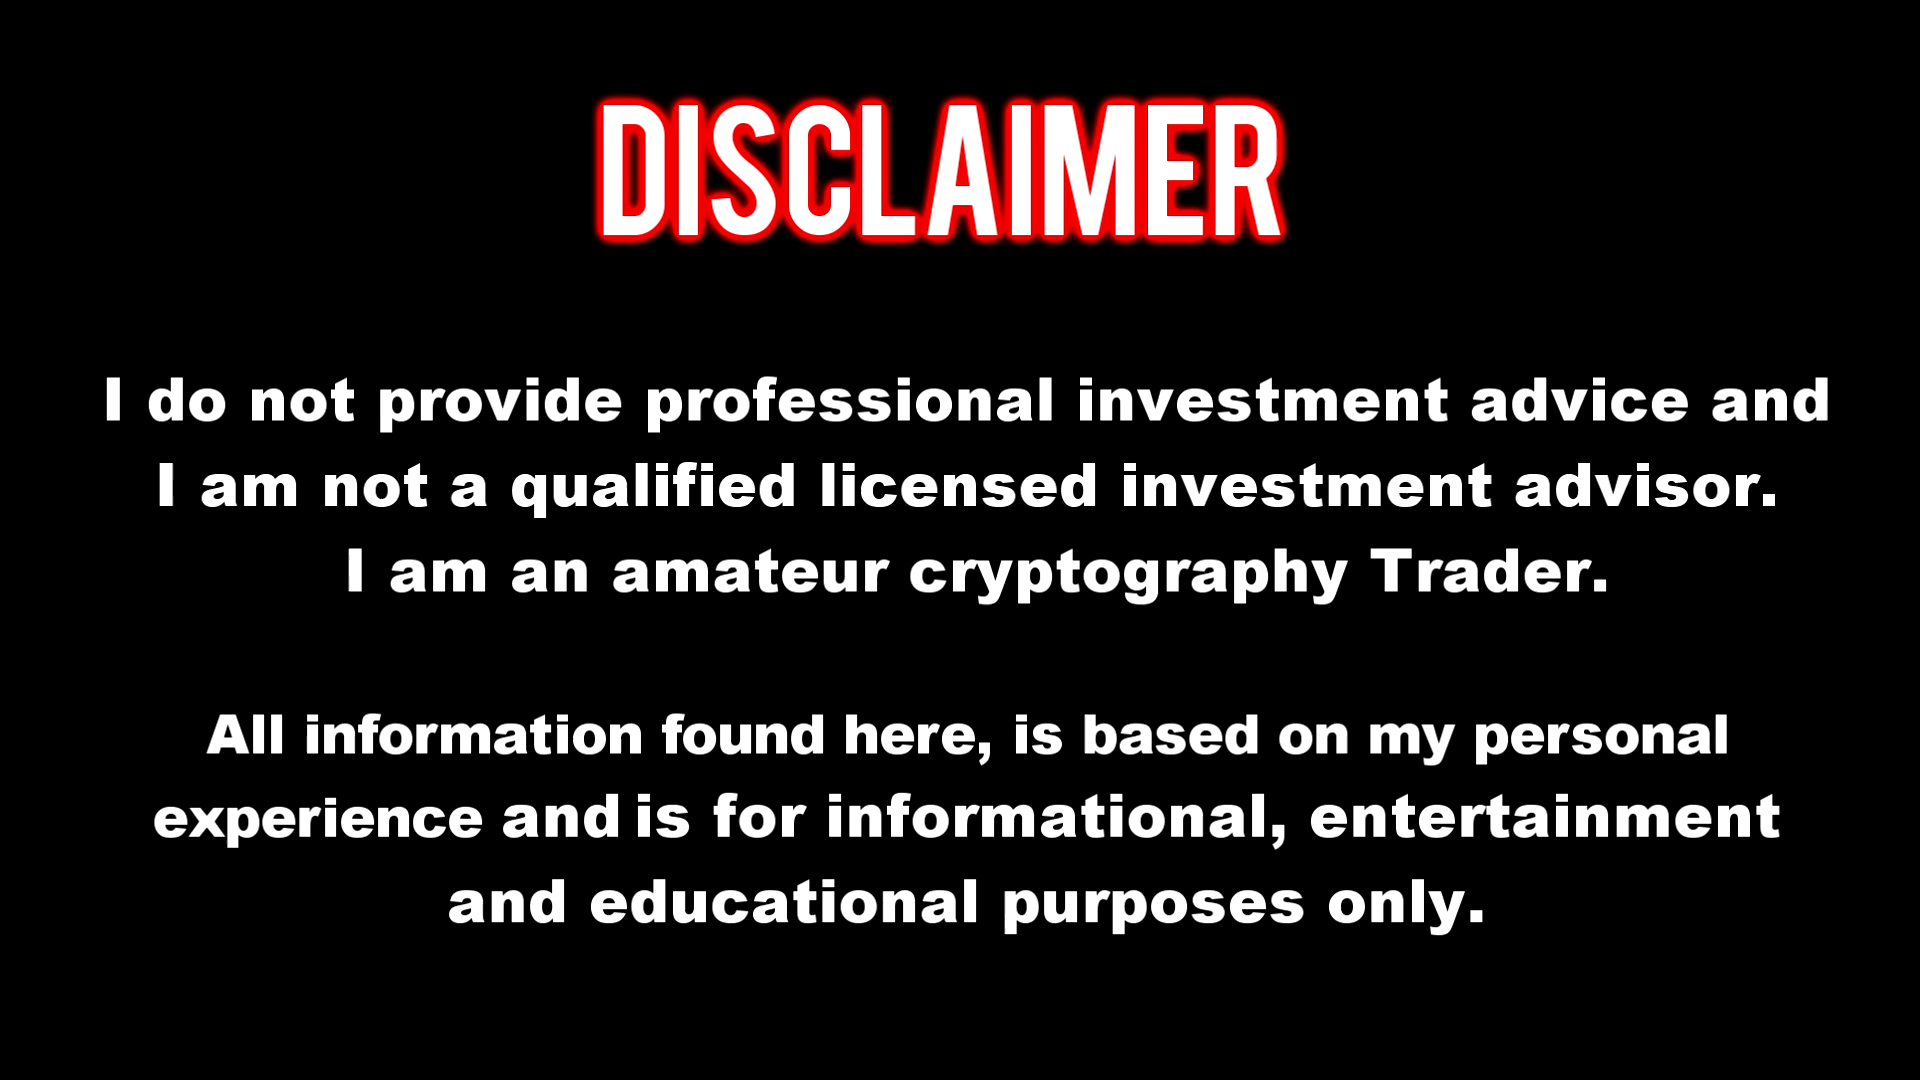 DISCLAIMER
I do not provide professional investment advice and
I am not a qualified licensed investment advisor.
I am an amateur cryptography Trader.
All information found here, is based on my personal
experience and is for informational, entertainment
and educational purposes only.